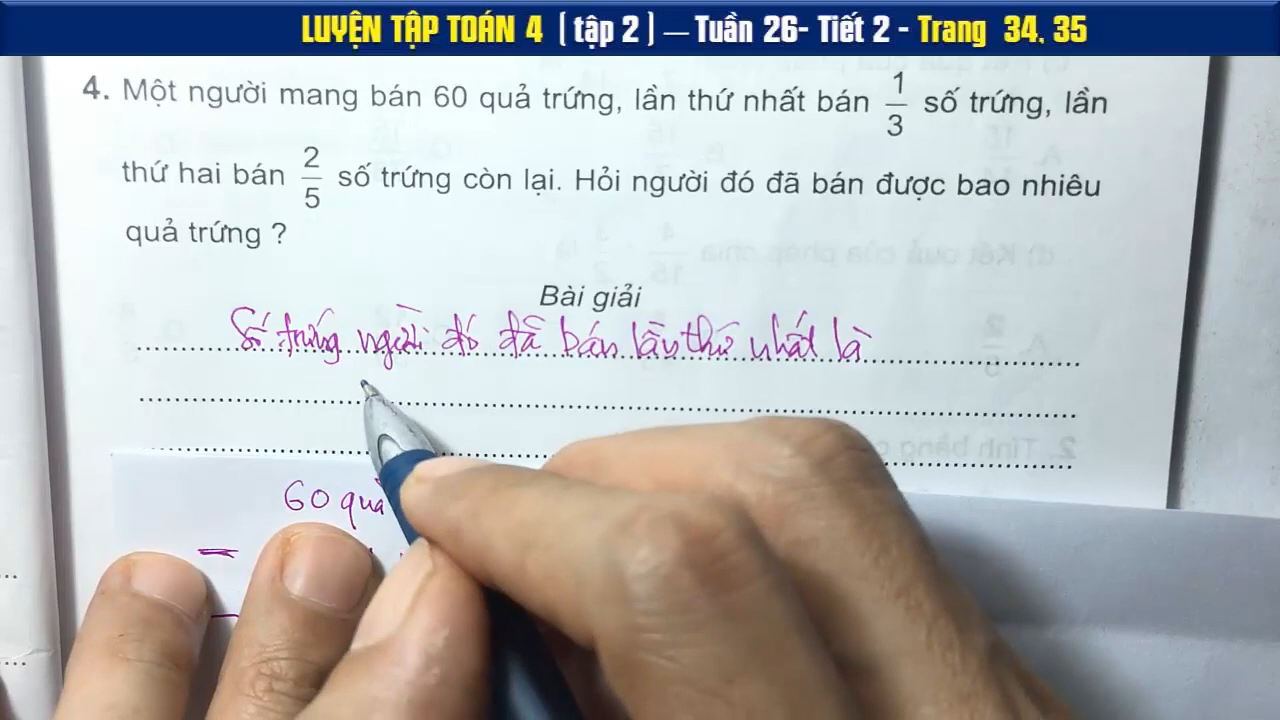 LUYỆN TẬP TOÁN 4 ( tập 2 ) — Tuần 26- Tiết 2 - Trang 34, 35
4. Một người mang bán 60 quả trứng, lần thứ nhất bán 1/3 số trứng, lần
thứ hai bán 2/5 số trứng còn lại. Hỏi người đó đã bán được bao nhiêu
quả trứng ?
Bài giải
Số trứng người đó đã bán lần thứ nhất là
60 quả